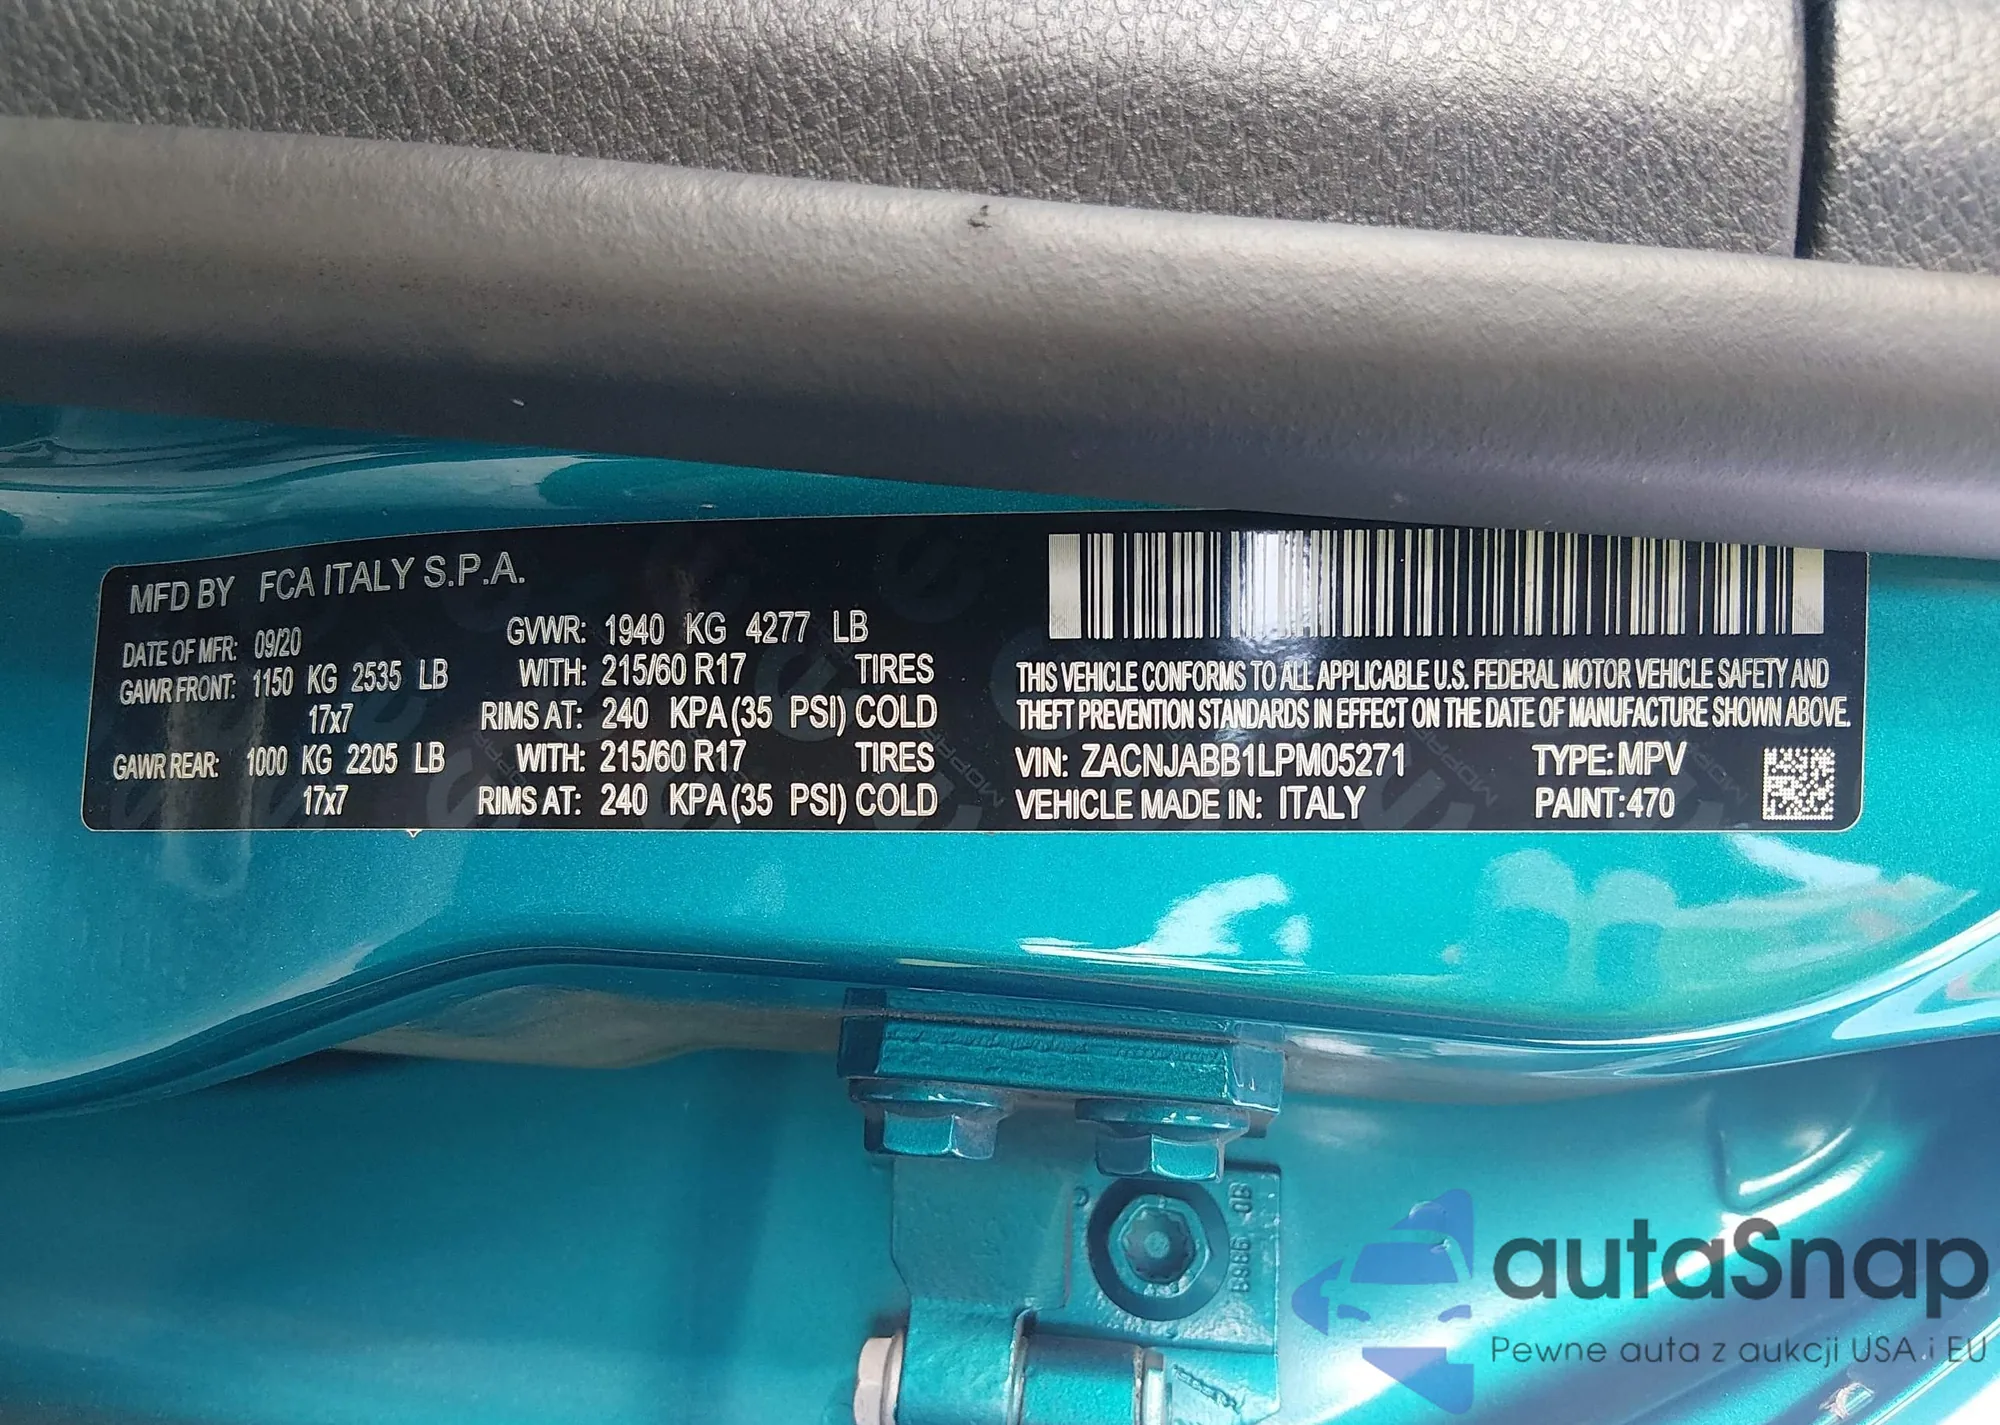 MFD BY FCA ITALY S.P.A.
DATE OF MFR: 09/20 GVWR: 1940 KG 4277 LB
GAWR FRONT: 1150 KG 2535 LB WITH: 215/60 R17 TIRES
17x7 RIMS AT: 240 KPA (35 PSI) COLD
GAWR REAR: 1000 KG 2205 LB WITH: 215/60 R17 TIRES
17x7 RIMS AT: 240 KPA (35 PSI) COLD
THIS VEHICLE CONFORMS TO ALL APPLICABLE U.S. FEDERAL MOTOR VEHICLE SAFETY AND
THEFT PREVENTION STANDARDS IN EFFECT ON THE DATE OF MANUFACTURE SHOWN ABOVE.
VIN: ZACNJABB1LPM05271 TYPE: MPV
VEHICLE MADE IN: ITALY PAINT: 470
autaSnap
Pewne auta z aukcji USA i EU